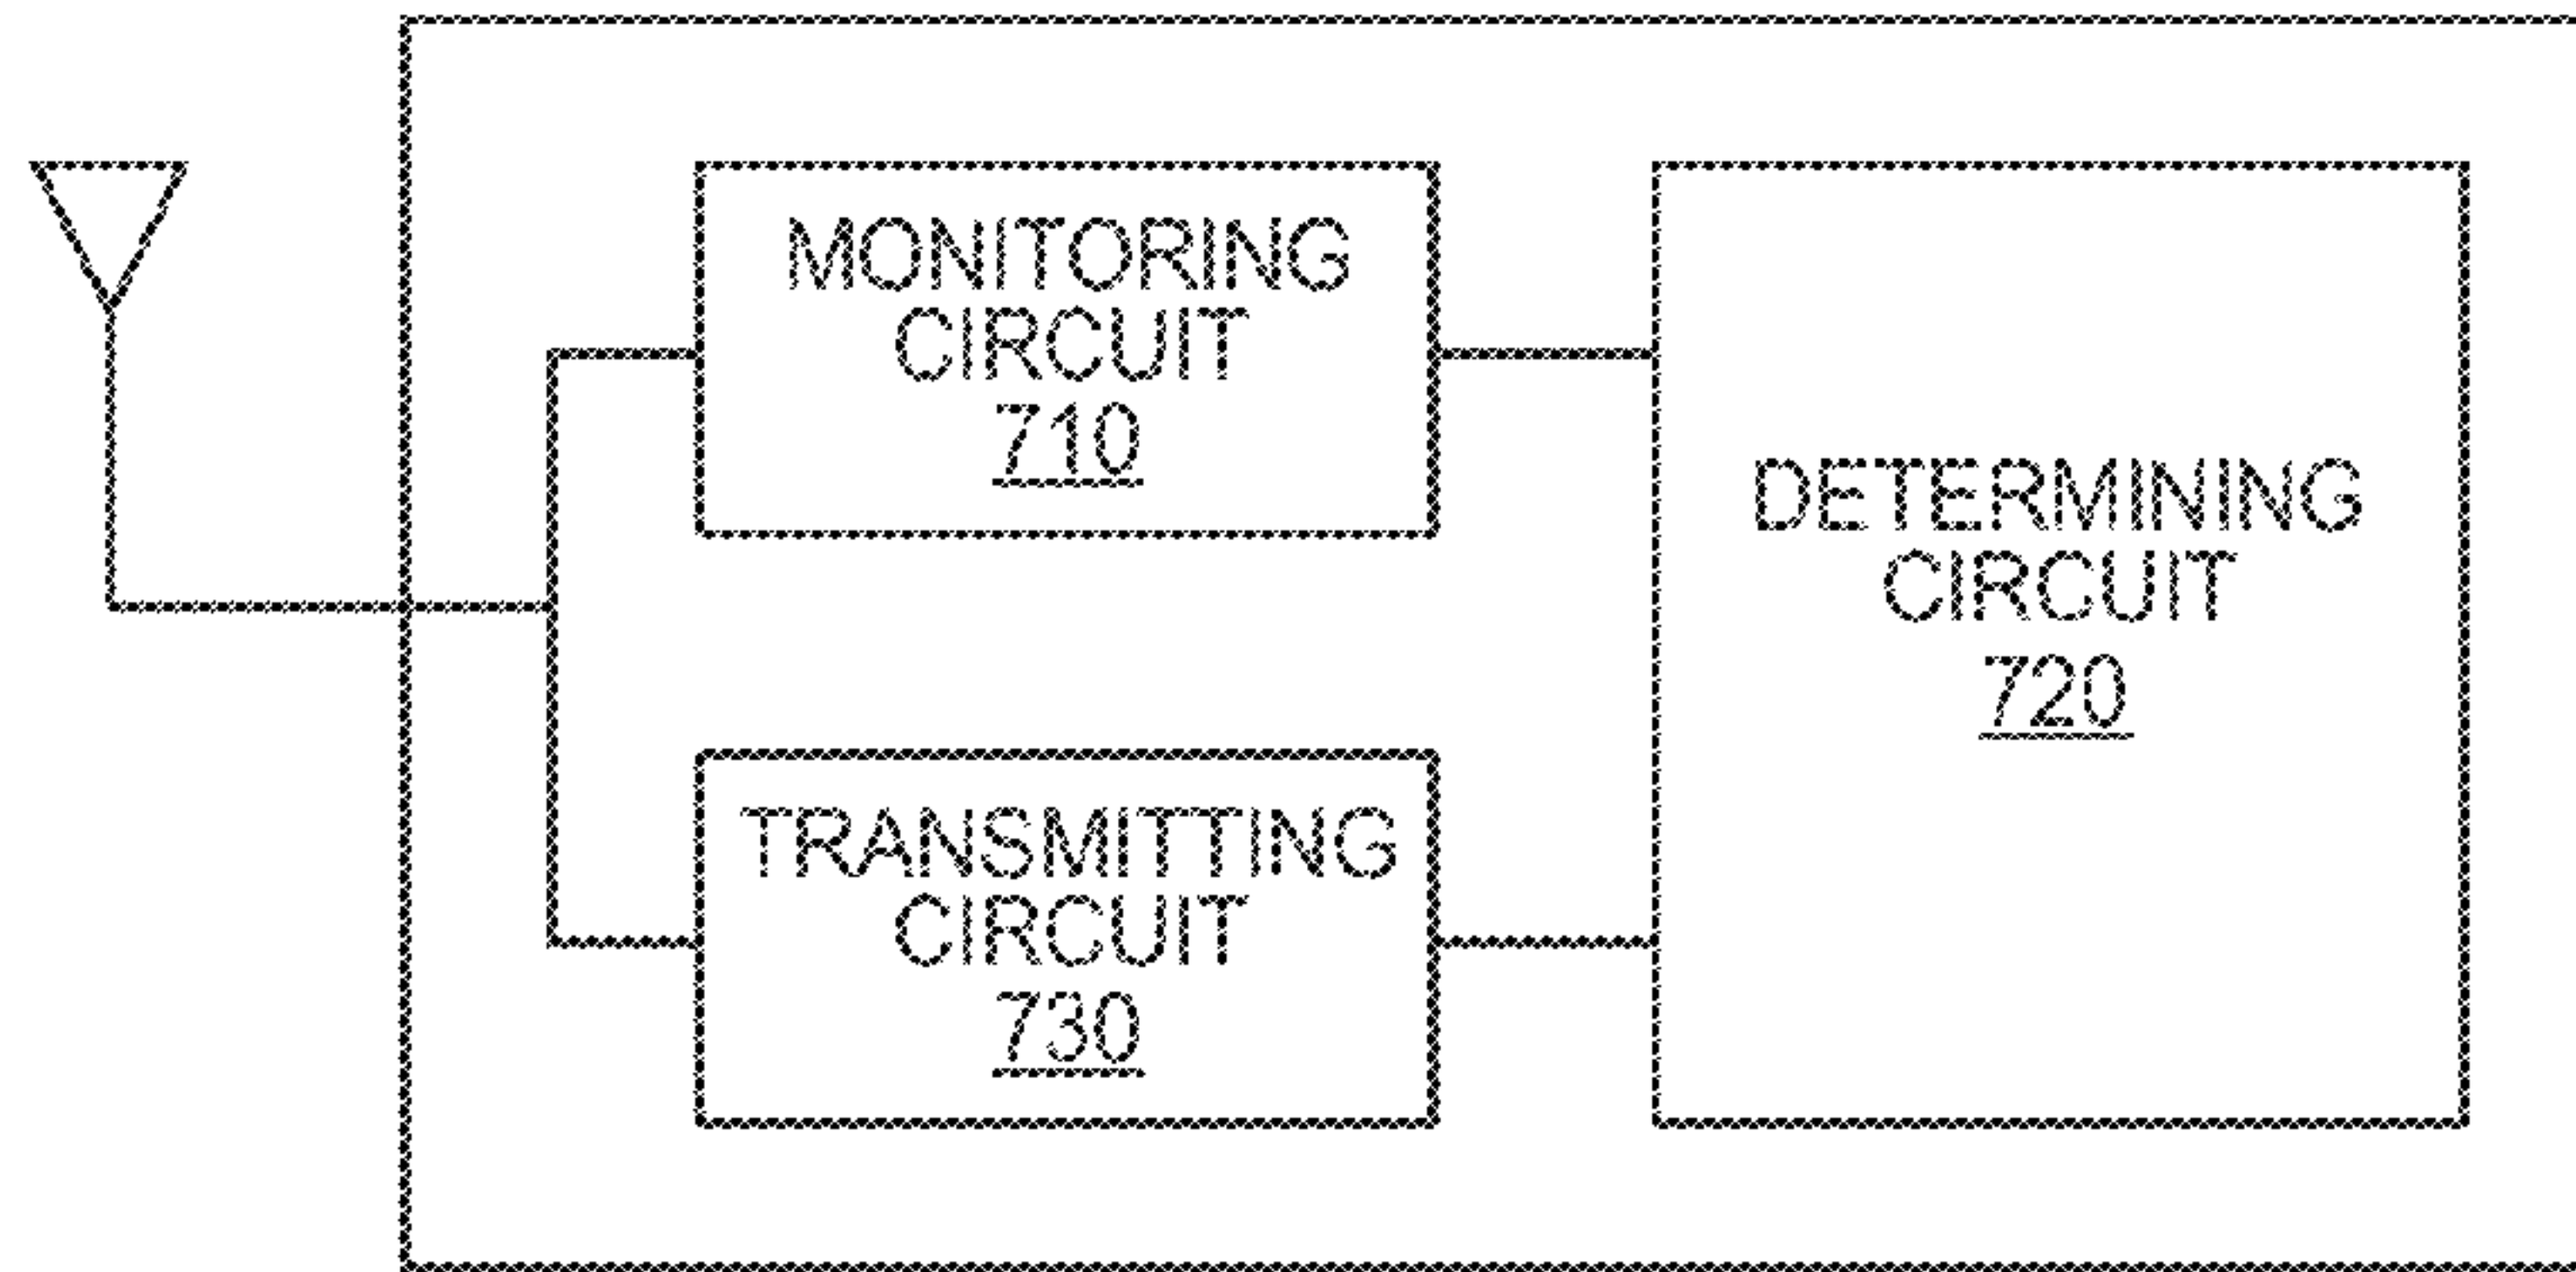 MONITORING
CIRCUIT
710
DETERMINING
CIRCUIT
720
TRANSMITTING
CIRCUIT
730